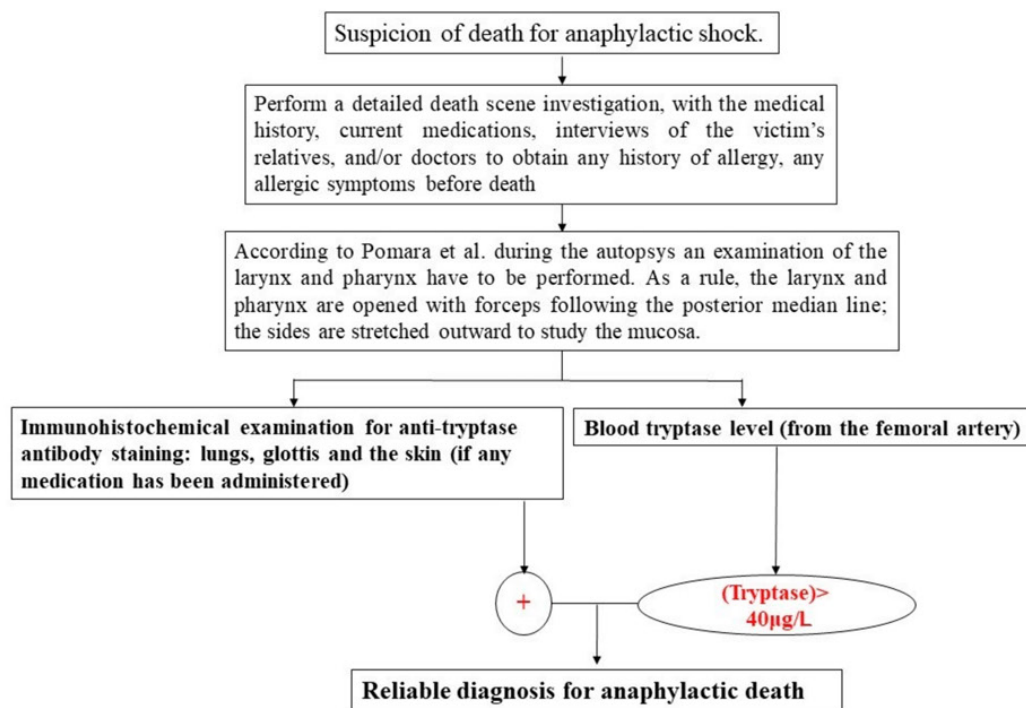 Suspicion of death for anaphylactic shock.
Perform a detailed death scene investigation, with the medical
history, current medications, interviews of the victim's
relatives, and/or doctors to obtain any history of allergy, any
allergic symptoms before death
According to Pomara et al. during the autopsys an examination of the
larynx and pharynx have to be performed. As a rule, the larynx and
pharynx are opened with forceps following the posterior median line;
the sides are stretched outward to study the mucosa.
Immunohistochemical examination for anti-tryptase
antibody staining: lungs, glottis and the skin (if any
medication has been administered)
Blood tryptase level (from the femoral artery)
+
(Tryptase)>
40μg/L
Reliable diagnosis for anaphylactic death